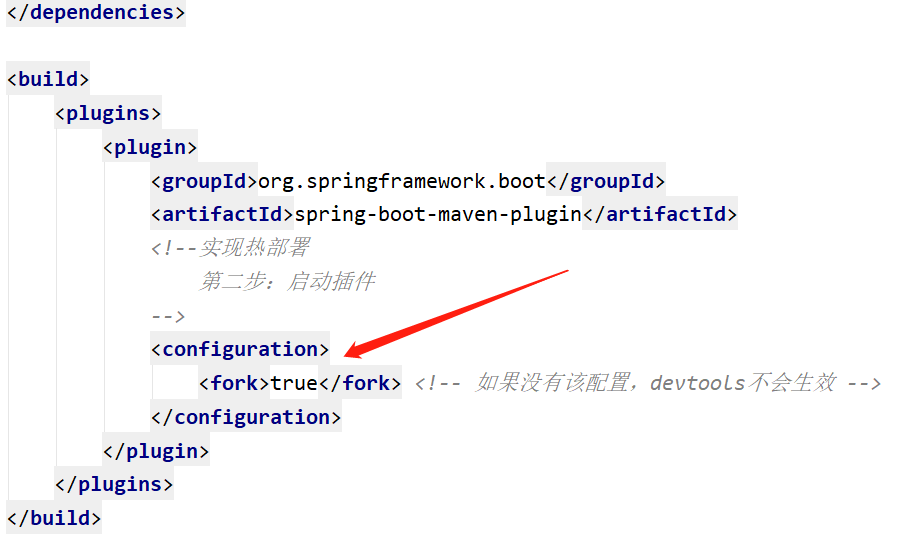 </dependencies>
<build>
<plugins>
<plugin>
<groupId>org.springframework.boot</groupId>
<artifactId>spring-boot-maven-plugin</artifactId>
<!--实现热部署
第二步：启动插件
-->
<configuration>
<fork>true</fork> <!-- 如果没有该配置，devtools不会生效 -->
</configuration>
</plugin>
</plugins>
</build>